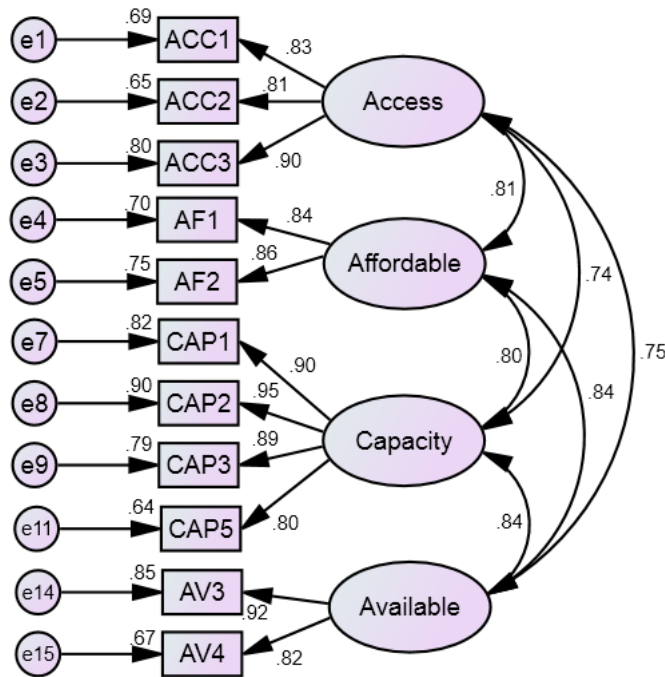 e1 .69 ACC1 .83
e2 .65 ACC2 .81 Access
e3 .80 ACC3 .90
.81
e4 .70 AF1 .84
e5 .75 AF2 .86 Affordable
.74
e7 .82 CAP1 .90 .80 .75
e8 .90 CAP2 .95 .84
e9 .79 CAP3 .89 Capacity
e11 .64 CAP5 .80 .84
e14 .85 AV3 .92 Available
e15 .67 AV4 .82